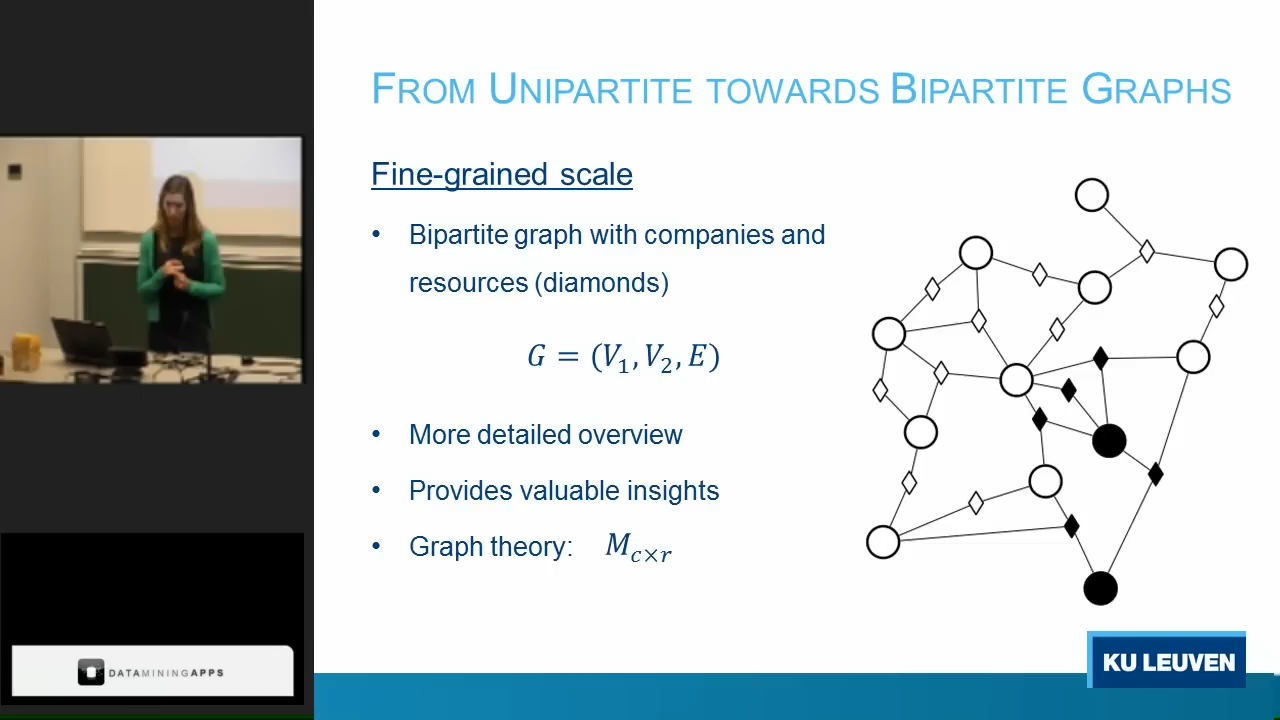 FROM UNIPARTITE TOWARDS BIPARTITE GRAPHS
Fine-grained scale
• Bipartite graph with companies and
resources (diamonds)
G = (V₁, V₂, E)
• More detailed overview
• Provides valuable insights
• Graph theory: M_{c×r}
KU LEUVEN
DATAMININGAPPS